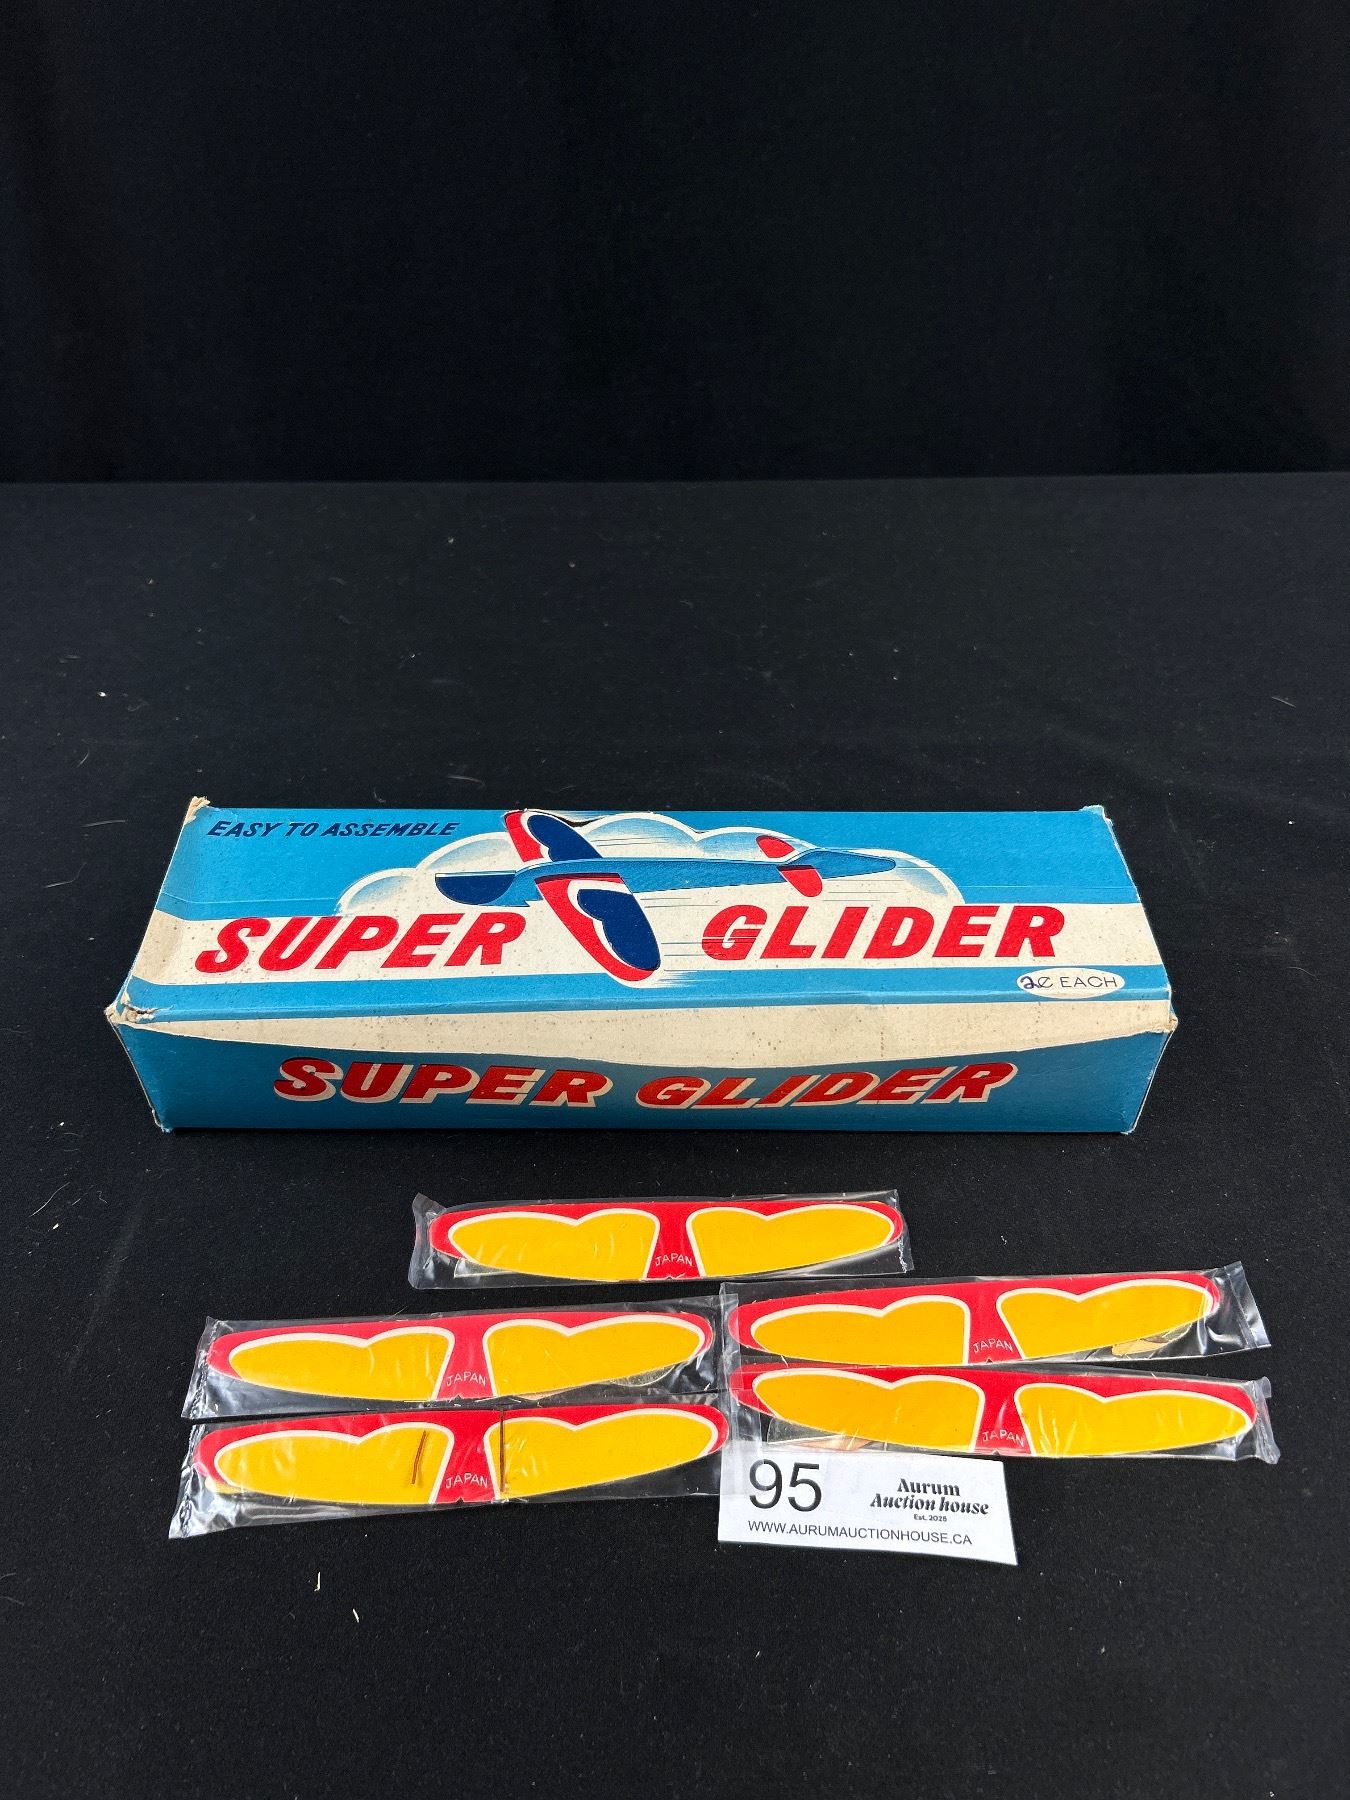 EASY TO ASSEMBLE
SUPER GLIDER
2¢ EACH
SUPER GLIDER
JAPAN
JAPAN
JAPAN
JAPAN
JAPAN
95
Aurum
Auction house
Est. 2025
WWW.AURUMAUCTIONHOUSE.CA